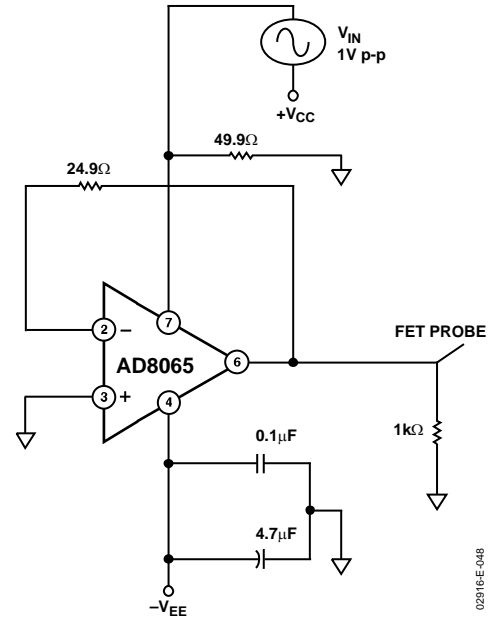 V_IN
1V p-p
+V_CC
49.9Ω
24.9Ω
7
2 –
AD8065
6
FET PROBE
3 +
4
1kΩ
0.1μF
4.7μF
–V_EE
02916-E-048